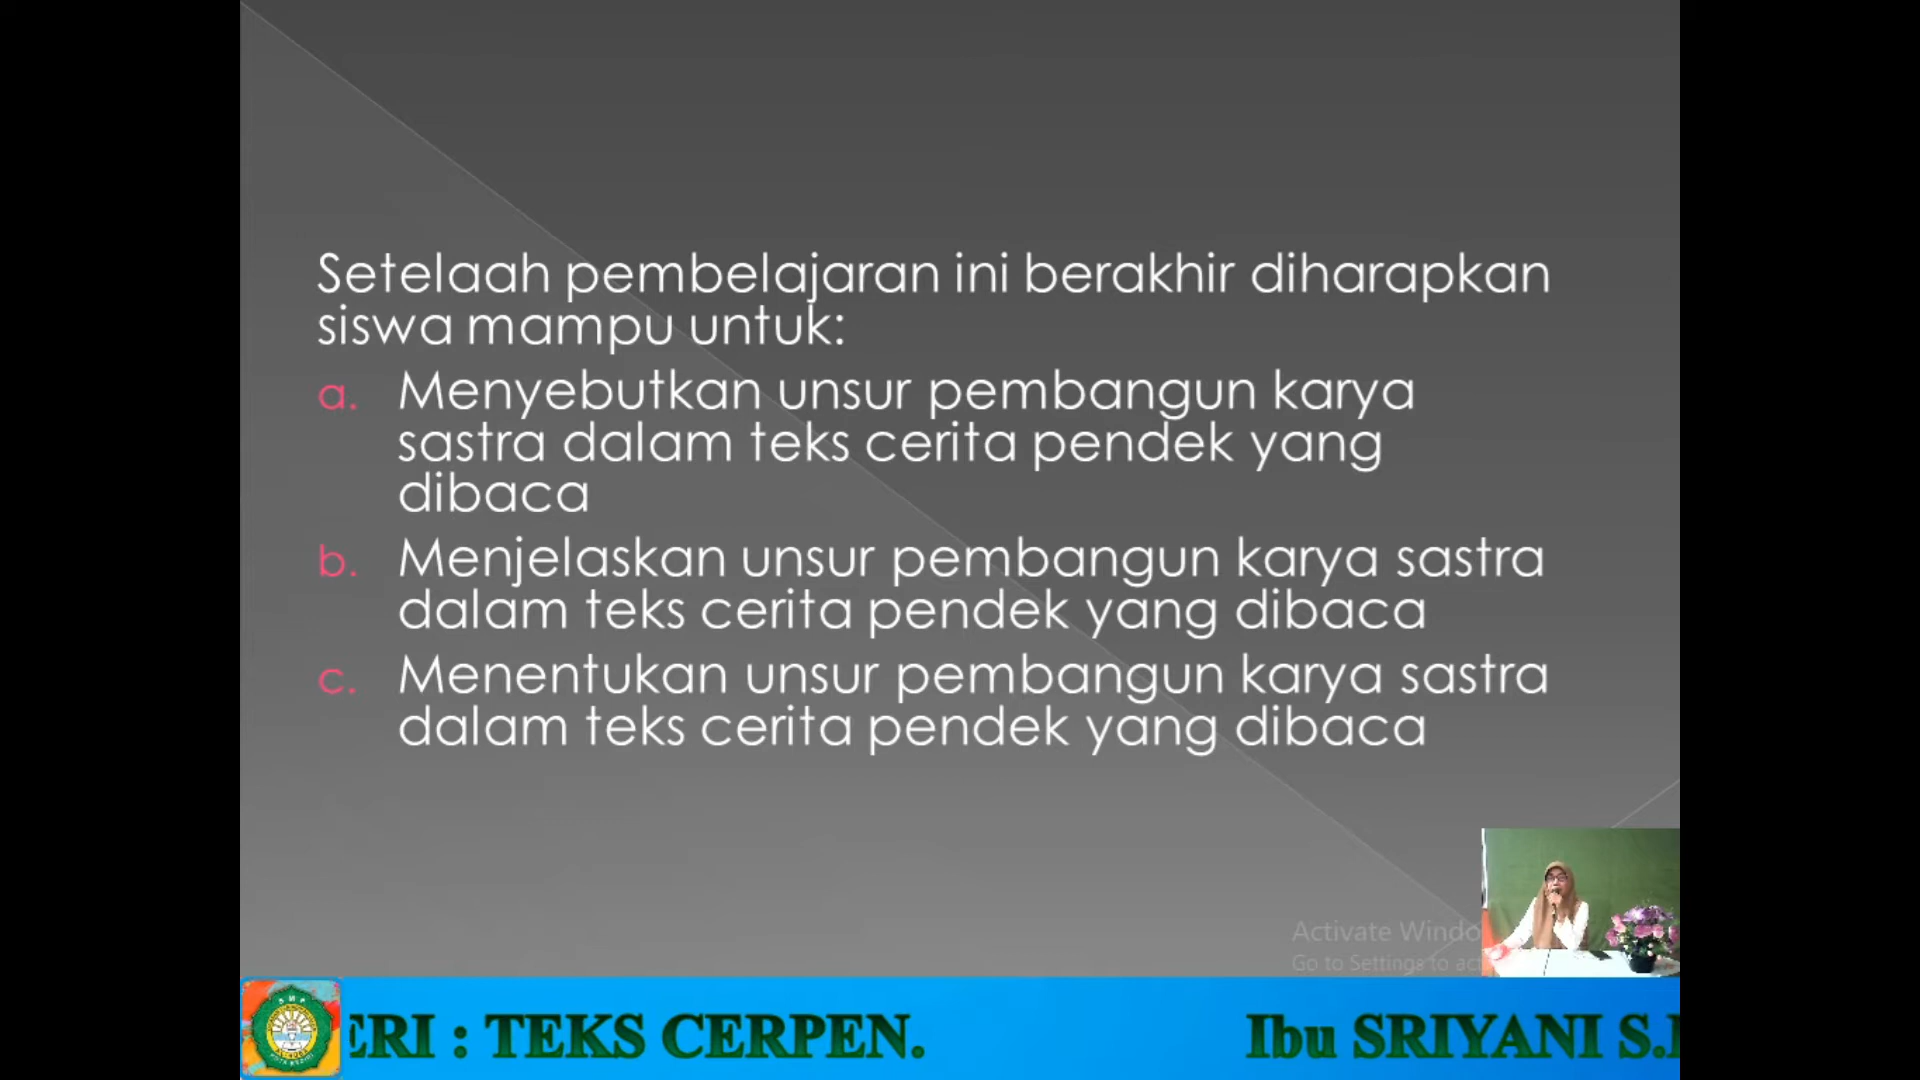 Setelaah pembelajaran ini berakhir diharapkan
siswa mampu untuk:
a. Menyebutkan unsur pembangun karya
sastra dalam teks cerita pendek yang
dibaca
b. Menjelaskan unsur pembangun karya sastra
dalam teks cerita pendek yang dibaca
c. Menentukan unsur pembangun karya sastra
dalam teks cerita pendek yang dibaca
Activate Windo
Go to Settings to act
SMP
ERI : TEKS CERPEN. Ibu SRIYANI S.